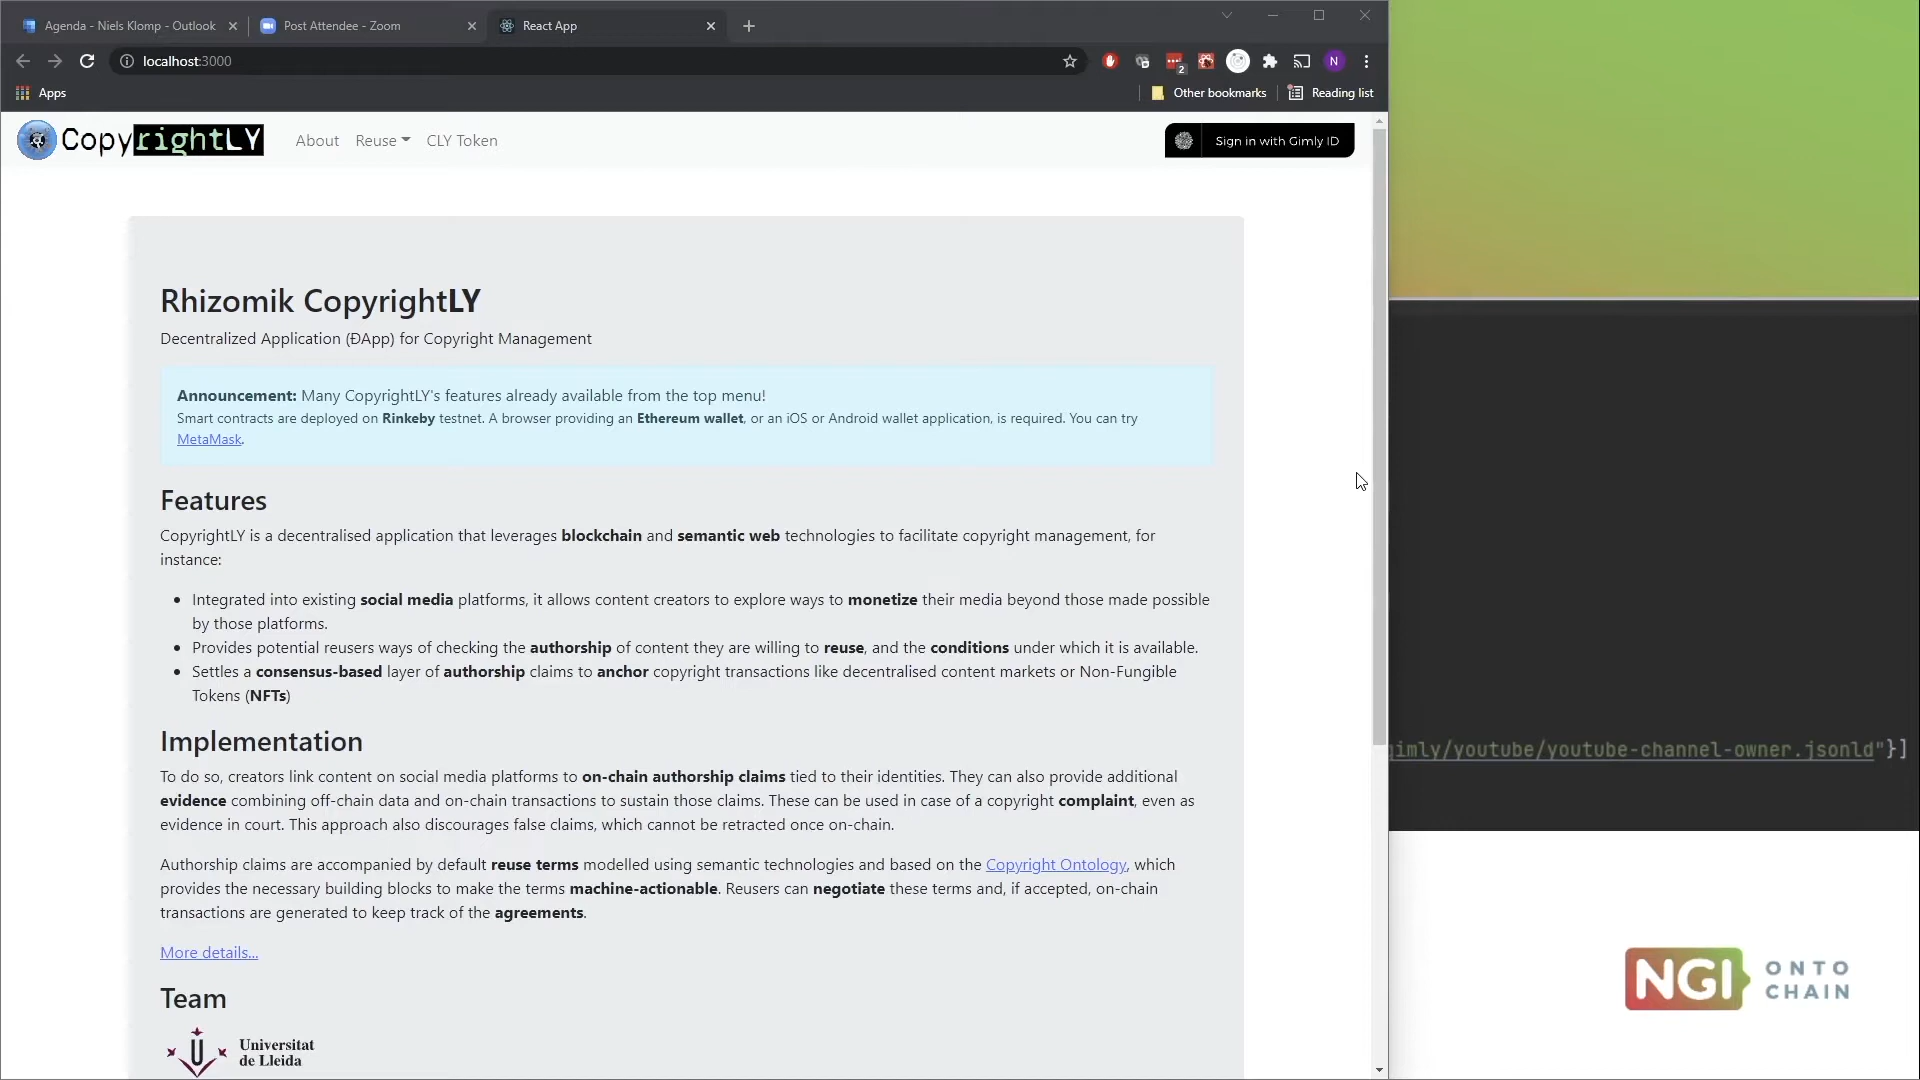 Agenda - Niels Klomp - Outlook
Post Attendee - Zoom
React App
localhost:3000
2
N
Apps
Other bookmarks
Reading list
CopyrightLY
About
Reuse
CLY Token
Sign in with Gimly ID
Rhizomik CopyrightLY
Decentralized Application (ĐApp) for Copyright Management
Announcement: Many CopyrightLY's features already available from the top menu!
Smart contracts are deployed on Rinkeby testnet. A browser providing an Ethereum wallet, or an iOS or Android wallet application, is required. You can try
MetaMask.
Features
CopyrightLY is a decentralised application that leverages blockchain and semantic web technologies to facilitate copyright management, for
instance:
• Integrated into existing social media platforms, it allows content creators to explore ways to monetize their media beyond those made possible
by those platforms.
• Provides potential reusers ways of checking the authorship of content they are willing to reuse, and the conditions under which it is available.
• Settles a consensus-based layer of authorship claims to anchor copyright transactions like decentralised content markets or Non-Fungible
Tokens (NFTs)
Implementation
To do so, creators link content on social media platforms to on-chain authorship claims tied to their identities. They can also provide additional
evidence combining off-chain data and on-chain transactions to sustain those claims. These can be used in case of a copyright complaint, even as
evidence in court. This approach also discourages false claims, which cannot be retracted once on-chain.
Authorship claims are accompanied by default reuse terms modelled using semantic technologies and based on the Copyright Ontology, which
provides the necessary building blocks to make the terms machine-actionable. Reusers can negotiate these terms and, if accepted, on-chain
transactions are generated to keep track of the agreements.
More details...
Team
Universitat
de Lleida
gimly/youtube/youtube-channel-owner.jsonld"}]
NGI
ONTO
CHAIN